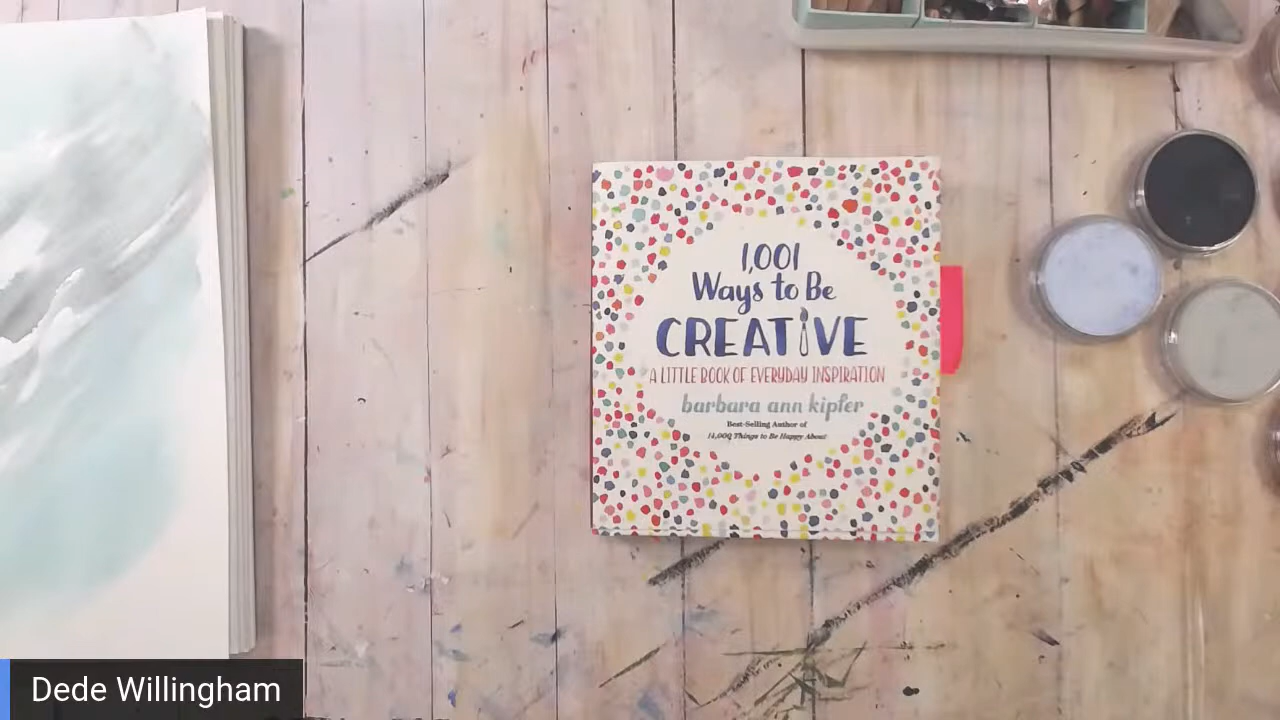 1,001
Ways to Be
CREATIVE
A LITTLE BOOK OF EVERYDAY INSPIRATION
barbara ann kipfer
Best-Selling Author of
14,000 Things to Be Happy About
Dede Willingham